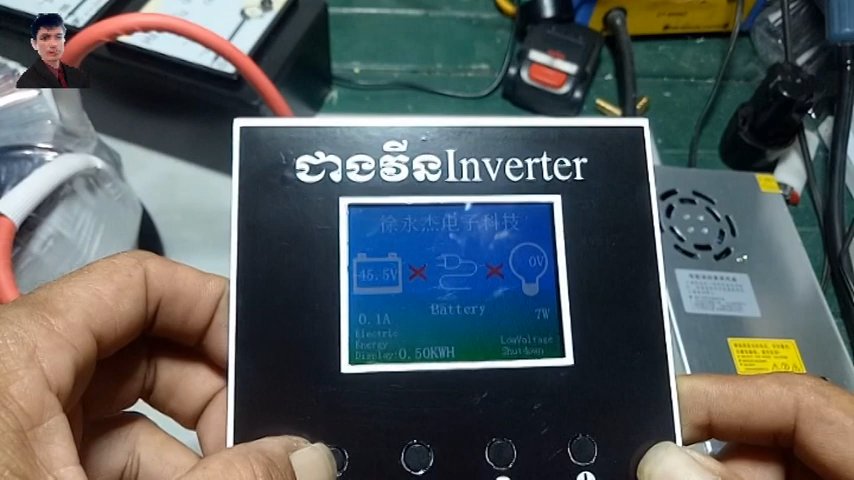 ជាងវីនInverter
徐永杰电子科技
-45.5V
0V
Battery
0.1A
7W
Electric
Energy
Display:0.50KWH
LowVoltage
Shutdown